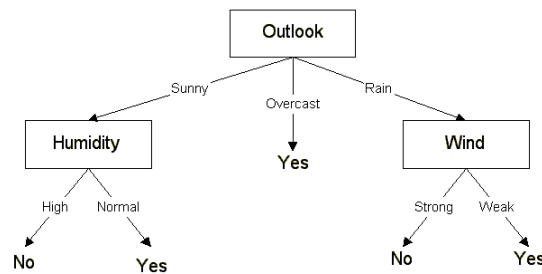 Outlook
Sunny
Overcast
Rain
Humidity
Yes
Wind
High
Normal
Strong
Weak
No
Yes
No
Yes